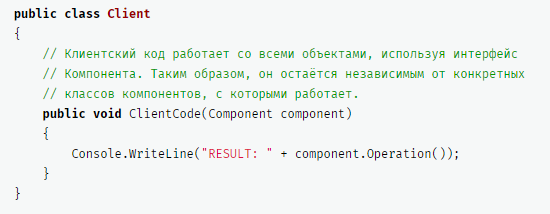 public class Client
{
    // Клиентский код работает со всеми объектами, используя интерфейс
    // Компонента. Таким образом, он остаётся независимым от конкретных
    // классов компонентов, с которыми работает.
    public void ClientCode(Component component)
    {
        Console.WriteLine("RESULT: " + component.Operation());
    }
}